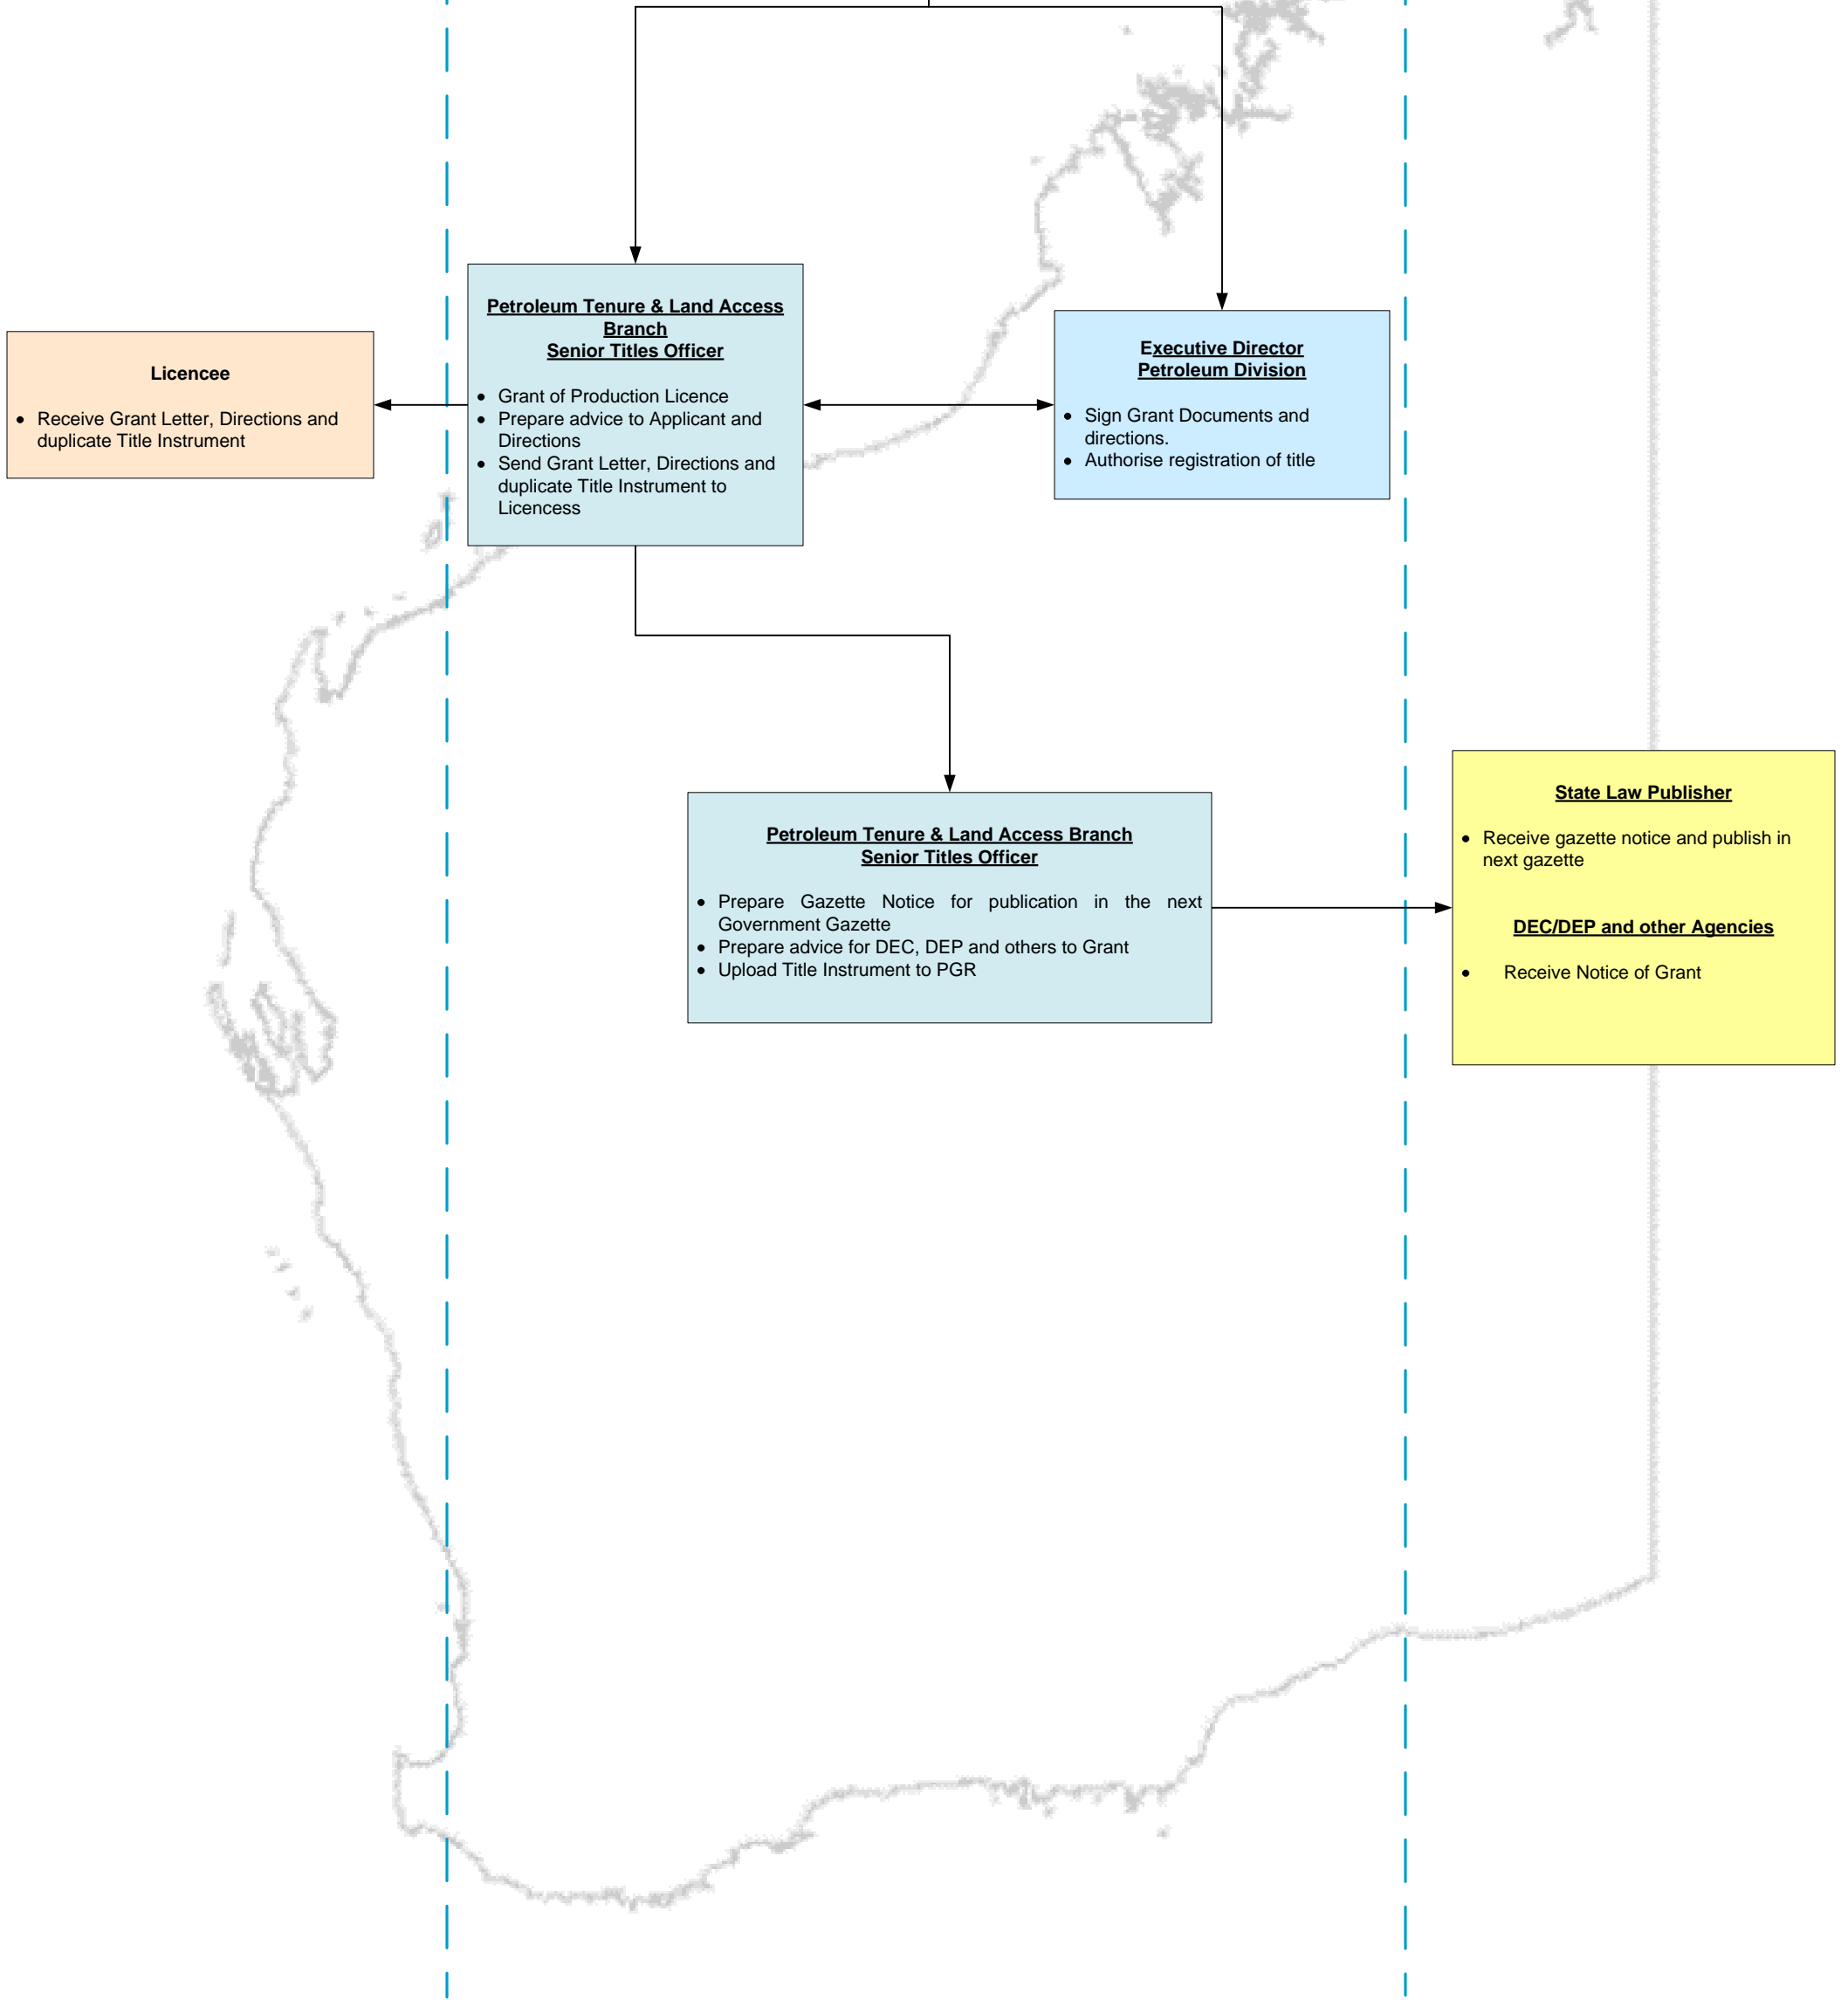 Petroleum Tenure & Land Access
Branch
Senior Titles Officer
• Grant of Production Licence
• Prepare advice to Applicant and
Directions
• Send Grant Letter, Directions and
duplicate Title Instrument to
Licencess
Licencee
• Receive Grant Letter, Directions and
duplicate Title Instrument
Executive Director
Petroleum Division
• Sign Grant Documents and
directions.
• Authorise registration of title
Petroleum Tenure & Land Access Branch
Senior Titles Officer
• Prepare Gazette Notice for publication in the next
Government Gazette
• Prepare advice for DEC, DEP and others to Grant
• Upload Title Instrument to PGR
State Law Publisher
• Receive gazette notice and publish in
next gazette
DEC/DEP and other Agencies
• Receive Notice of Grant